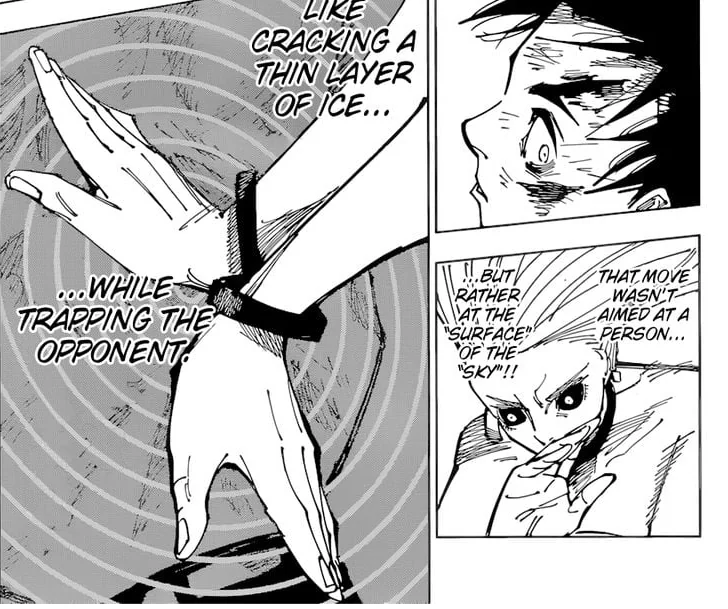 LIKE
CRACKING A
THIN LAYER
OF ICE...
...WHILE
TRAPPING THE
OPPONENT.
THAT MOVE
WASN'T
AIMED AT A
PERSON...
...BUT
RATHER
AT THE
"SURFACE"
OF THE
"SKY"!!